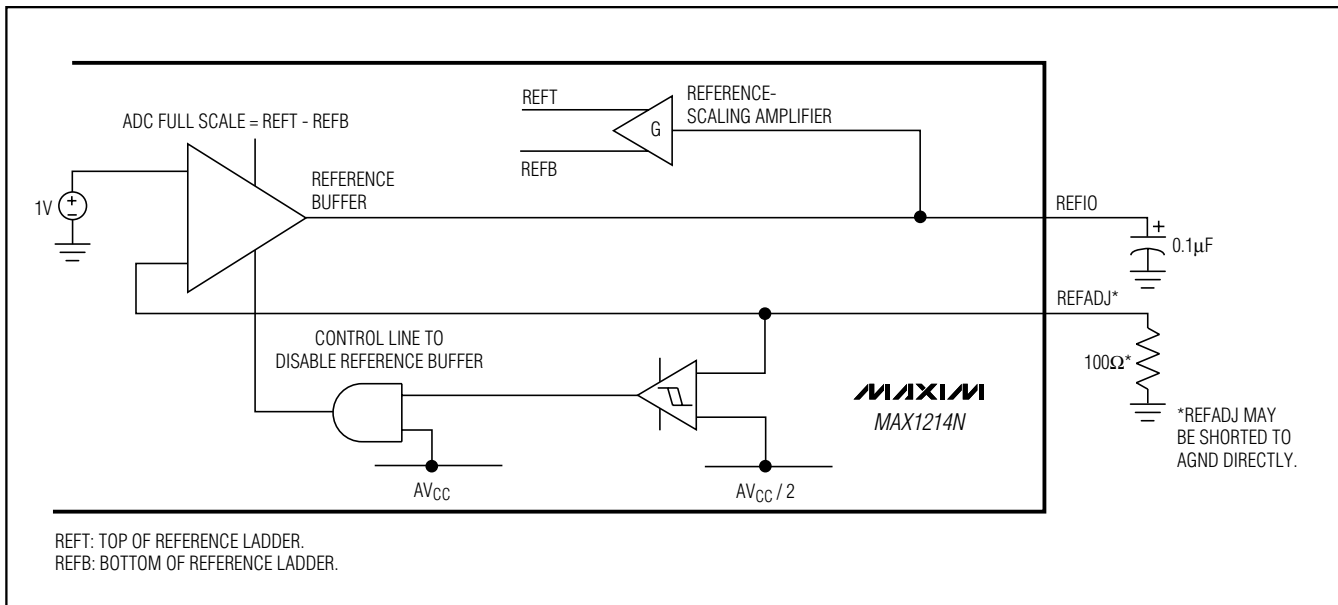 ADC FULL SCALE = REFT - REFB
REFT
REFERENCE-
SCALING AMPLIFIER
G
REFB
1V
REFERENCE
BUFFER
REFIO
0.1μF
REFADJ*
CONTROL LINE TO
DISABLE REFERENCE BUFFER
100Ω*
MAXIM
MAX1214N
*REFADJ MAY
BE SHORTED TO
AGND DIRECTLY.
AVCC
AVCC / 2
REFT: TOP OF REFERENCE LADDER.
REFB: BOTTOM OF REFERENCE LADDER.